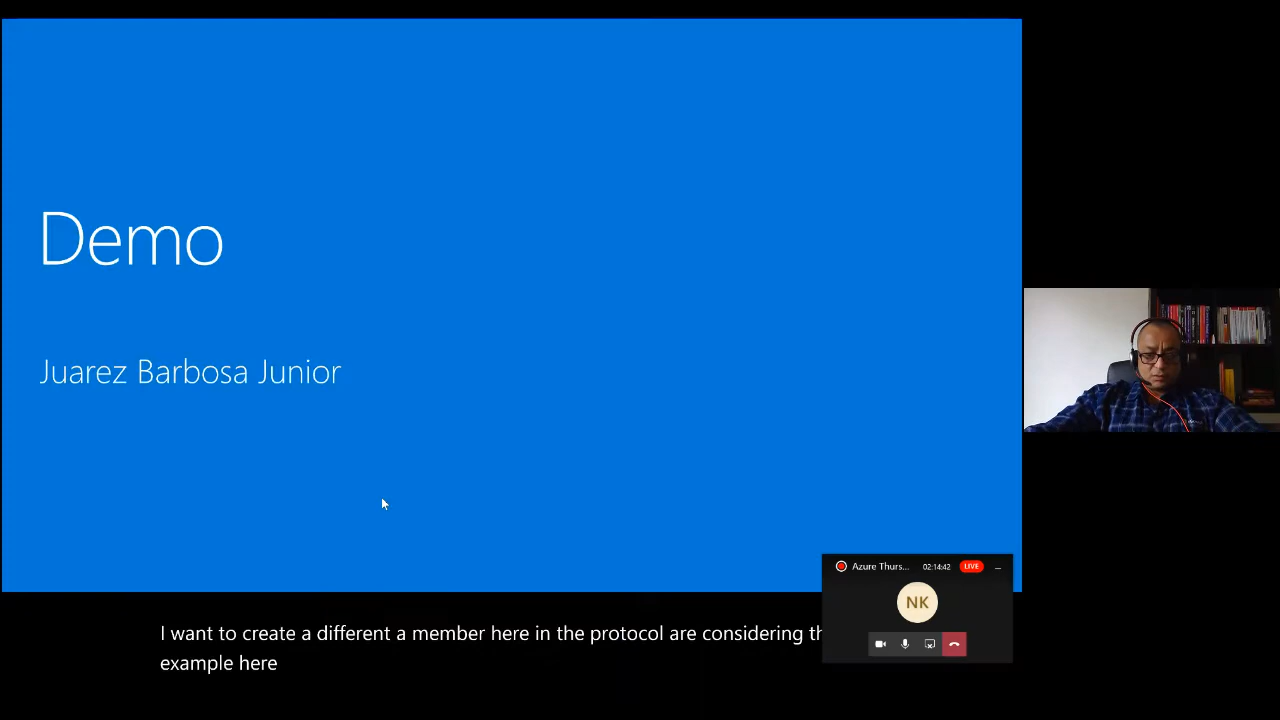 Demo
Juarez Barbosa Junior
Azure Thurs... 02:14:42 LIVE
NK
I want to create a different a member here in the protocol are considering th
example here